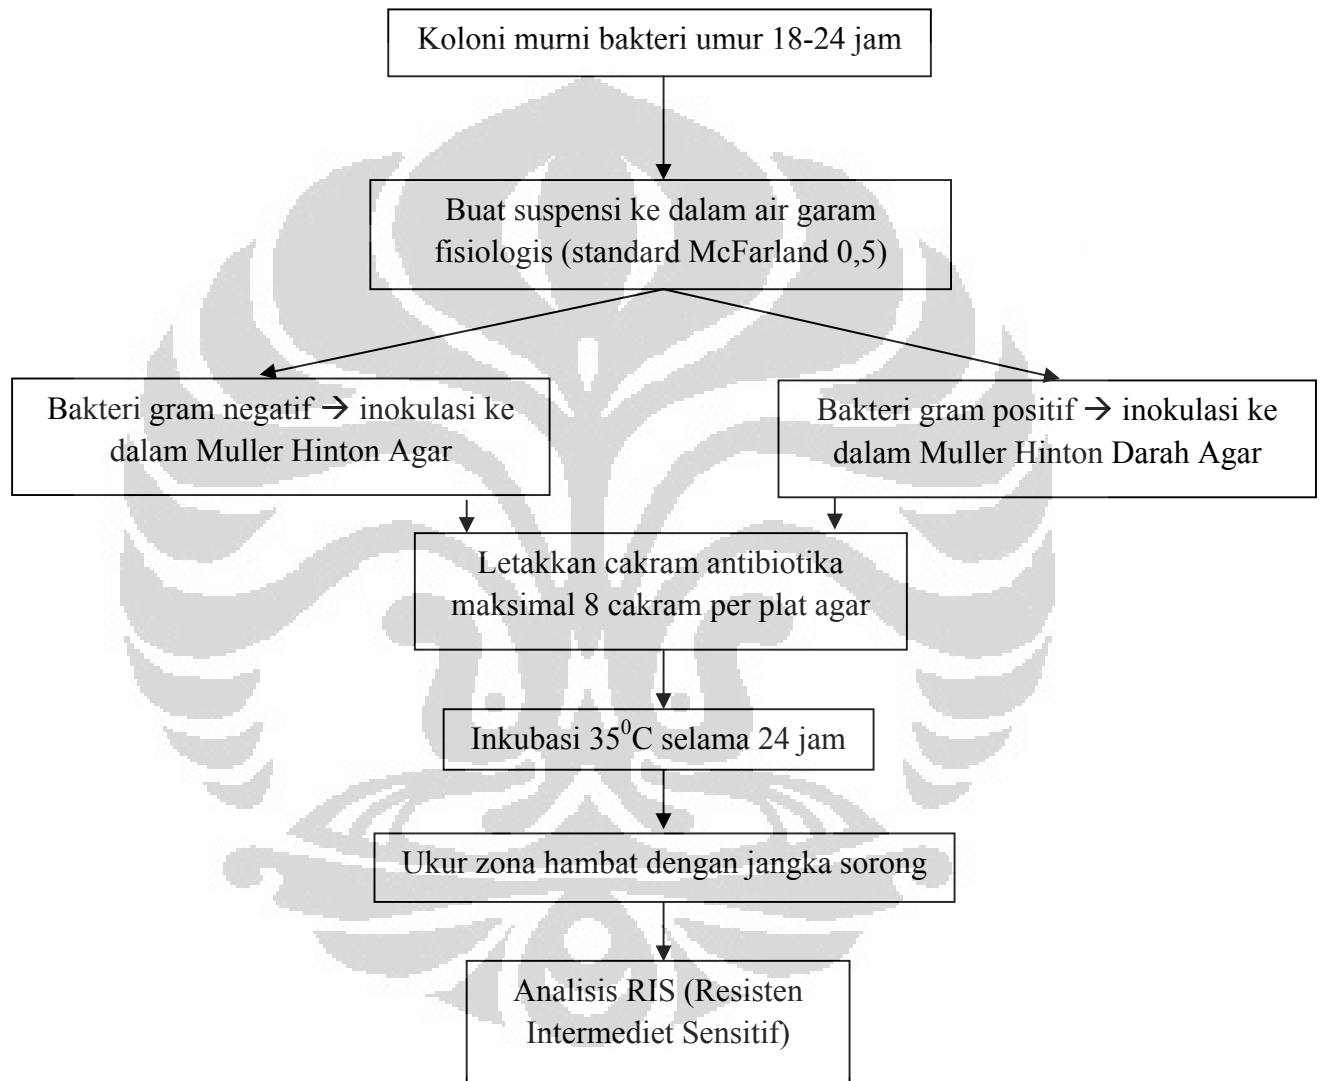 Koloni murni bakteri umur 18-24 jam
Buat suspensi ke dalam air garam
fisiologis (standard McFarland 0,5)
Bakteri gram negatif → inokulasi ke
dalam Muller Hinton Agar
Bakteri gram positif → inokulasi ke
dalam Muller Hinton Darah Agar
Letakkan cakram antibiotika
maksimal 8 cakram per plat agar
Inkubasi 35⁰C selama 24 jam
Ukur zona hambat dengan jangka sorong
Analisis RIS (Resisten
Intermediet Sensitif)